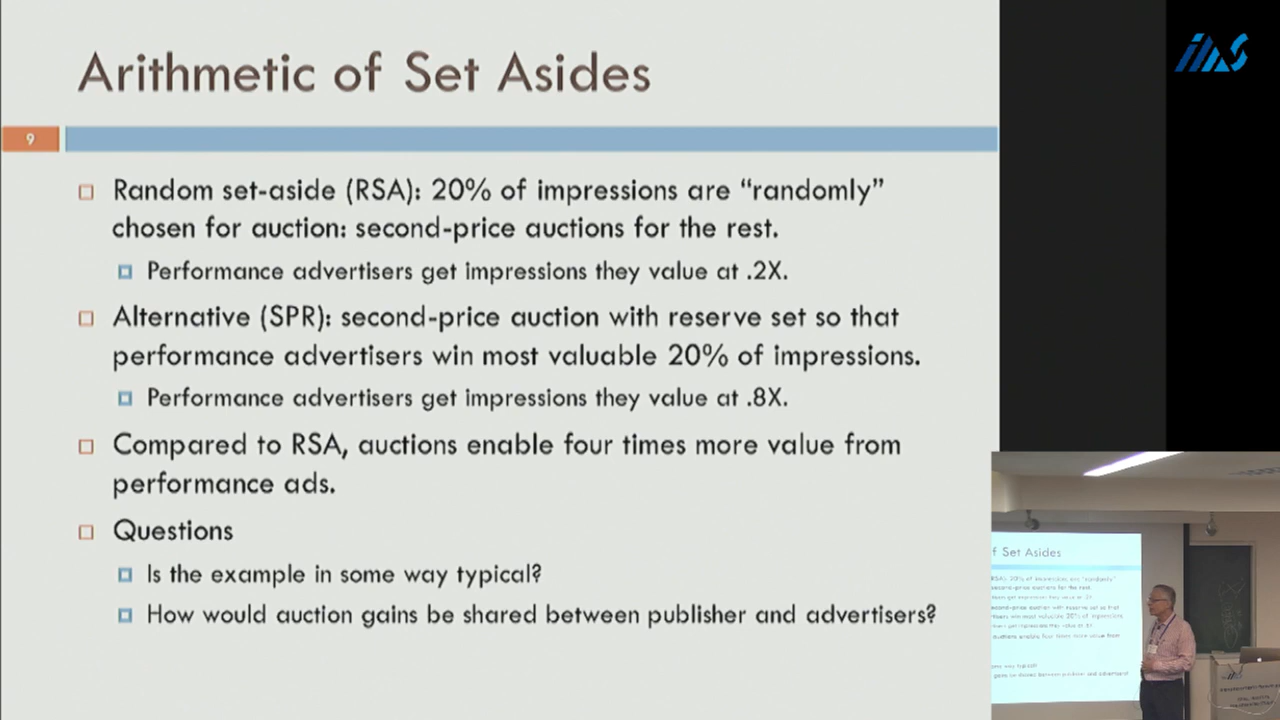 Arithmetic of Set Asides
9
Random set-aside (RSA): 20% of impressions are “randomly”
chosen for auction: second-price auctions for the rest.
Performance advertisers get impressions they value at .2X.
Alternative (SPR): second-price auction with reserve set so that
performance advertisers win most valuable 20% of impressions.
Performance advertisers get impressions they value at .8X.
Compared to RSA, auctions enable four times more value from
performance ads.
Questions
Is the example in some way typical?
How would auction gains be shared between publisher and advertisers?
ims
f Set Asides